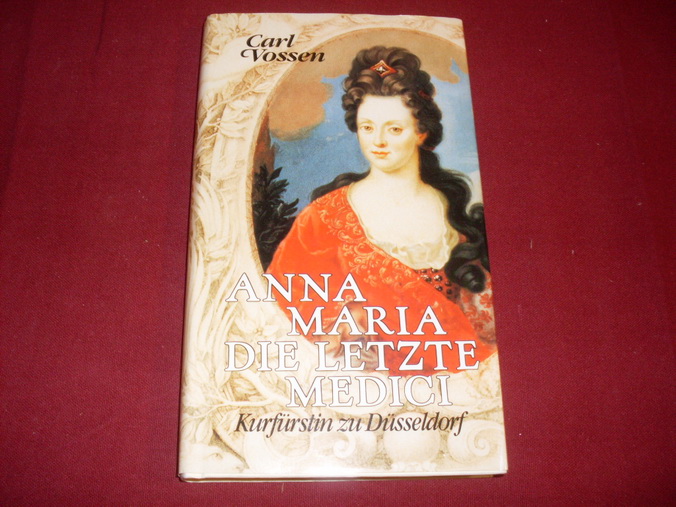 Carl
Vossen
ANNA
MARIA
DIE LETZTE
MEDICI
Kurfürstin zu Düsseldorf